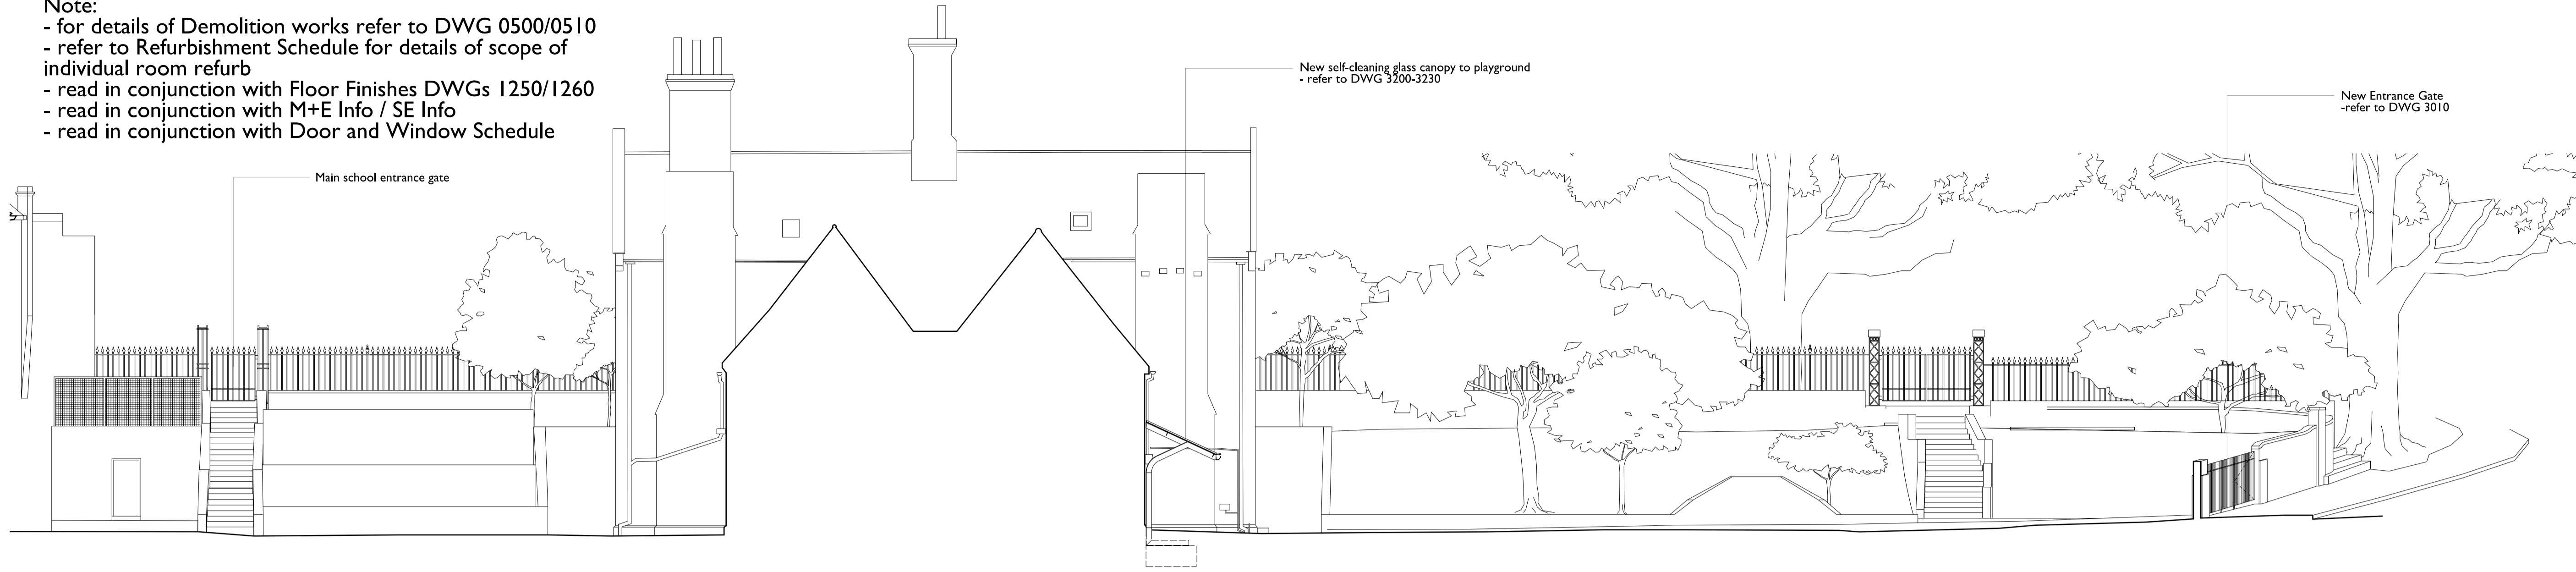 Note:
- for details of Demolition works refer to DWG 0500/0510
- refer to Refurbishment Schedule for details of scope of
individual room refurb
- read in conjunction with Floor Finishes DWGs 1250/1260
- read in conjunction with M+E Info / SE Info
- read in conjunction with Door and Window Schedule
Main school entrance gate
New self-cleaning glass canopy to playground
- refer to DWG 3200-3230
New Entrance Gate
-refer to DWG 3010